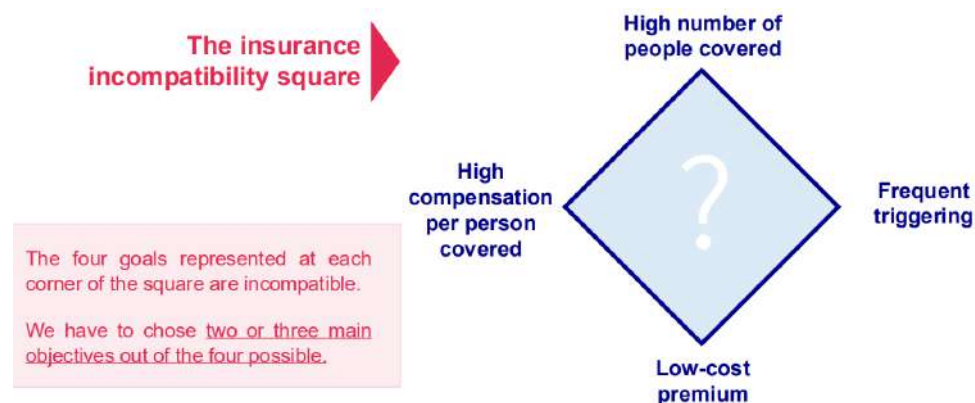 The insurance
incompatibility square
High number of
people covered
High
compensation
per person
covered
?
Frequent
triggering
The four goals represented at each
corner of the square are incompatible.
We have to chose two or three main
objectives out of the four possible.
Low-cost
premium